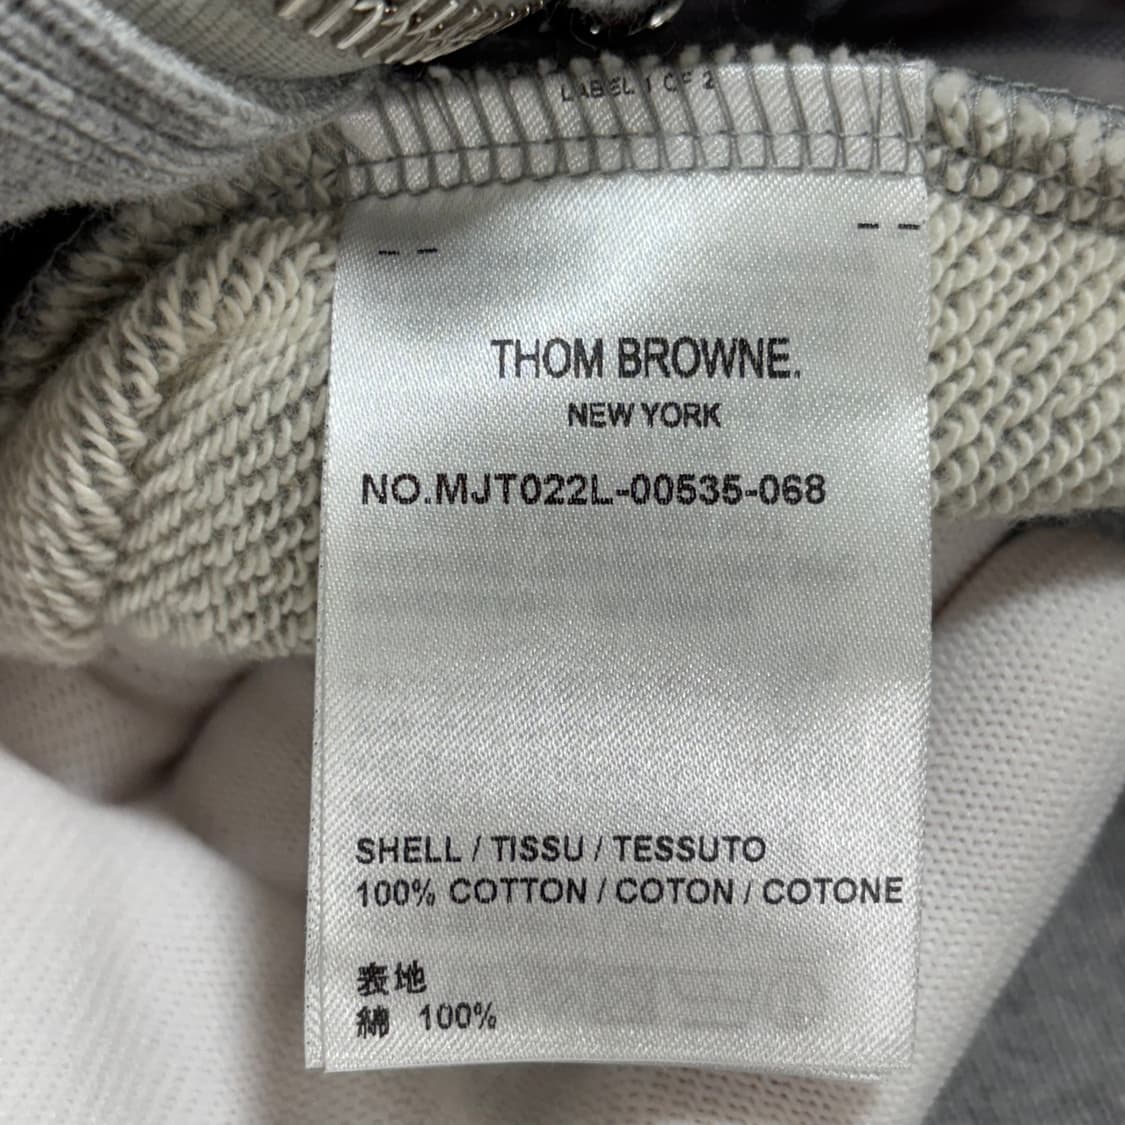 LABEL 1 OF 2
THOM BROWNE.
NEW YORK
NO.MJT022L-00535-068
SHELL / TISSU / TESSUTO
100% COTTON / COTON / COTONE
表地
綿 100%